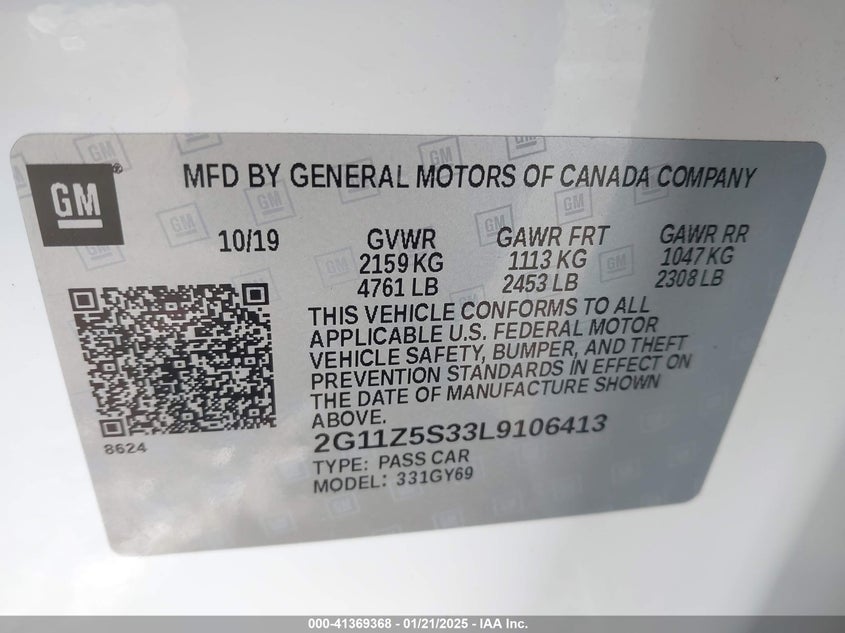 GM
MFD BY GENERAL MOTORS OF CANADA COMPANY
10/19 GVWR GAWR FRT GAWR RR
2159 KG 1113 KG 1047 KG
4761 LB 2453 LB 2308 LB
THIS VEHICLE CONFORMS TO ALL
APPLICABLE U.S. FEDERAL MOTOR
VEHICLE SAFETY, BUMPER, AND THEFT
PREVENTION STANDARDS IN EFFECT ON
THE DATE OF MANUFACTURE SHOWN
ABOVE.
8624
2G11Z5S33L9106413
TYPE: PASS CAR
MODEL: 331GY69
000-41369368 - 01/21/2025 - IAA Inc.